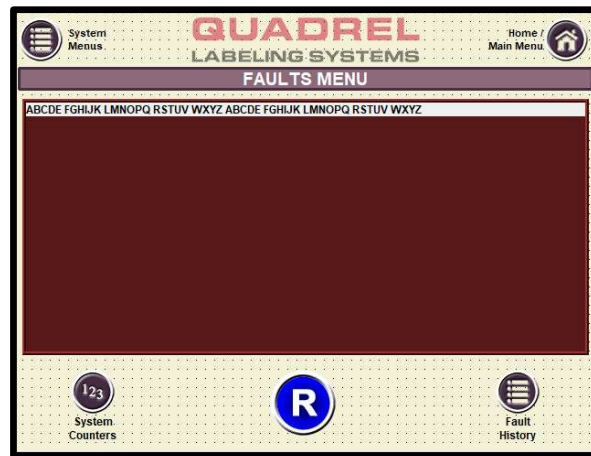 System
Menus
QUADREL
LABELING SYSTEMS
Home /
Main Menu
FAULTS MENU
ABCDE FGHIJK LMNOPQ RSTUV WXYZ ABCDE FGHIJK LMNOPQ RSTUV WXYZ
123
System
Counters
R
Fault
History